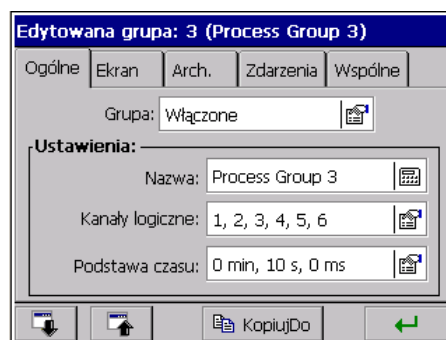 Edytowana grupa: 3 (Process Group 3)
Ogólne Ekran Arch. Zdarzenia Wspólne
Grupa: Włączone
Ustawienia:
Nazwa: Process Group 3
Kanały logiczne: 1, 2, 3, 4, 5, 6
Podstawa czasu: 0 min, 10 s, 0 ms
KopiujDo